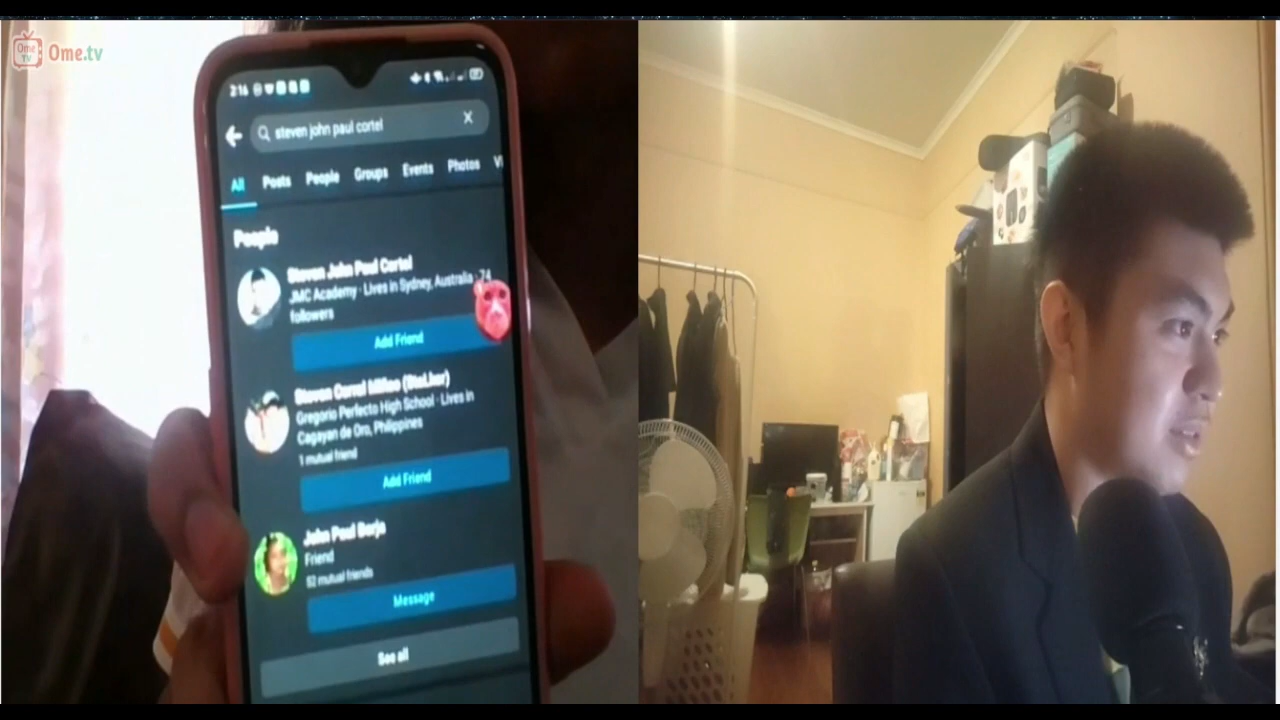 Ome TV
Ome.tv
2:16
steven john paul cortel
All Posts People Groups Events Photos
People
Steven John Paul Cortel
JMC Academy · Lives in Sydney, Australia · 74
followers
Add Friend
Gregorio Perfecto High School · Lives in
Cagayan de Oro, Philippines
1 mutual friend
Add Friend
John Paul Borja
Friend
52 mutual friends
Message
See all